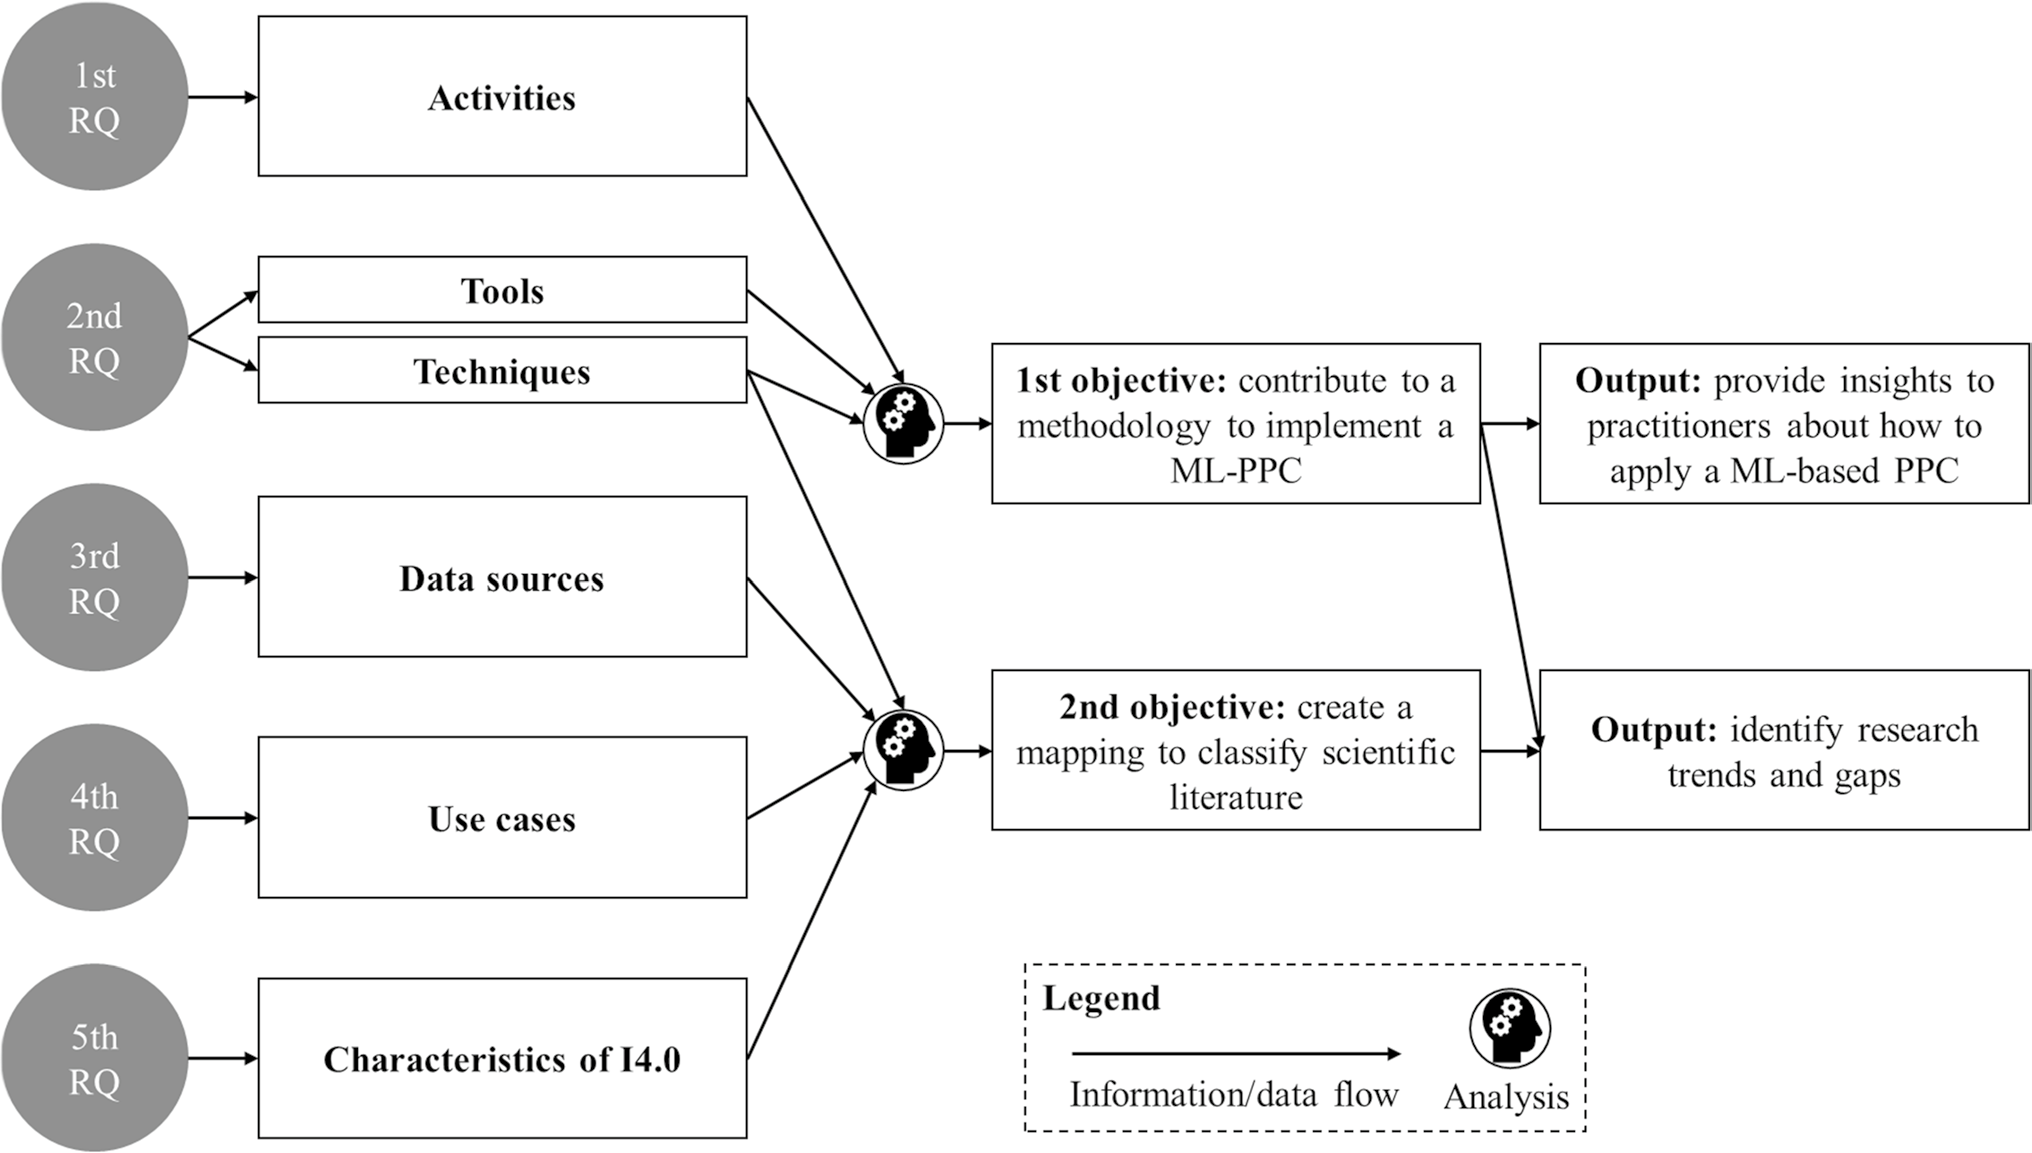 1st
RQ
Activities
2nd
RQ
Tools
Techniques
3rd
RQ
Data sources
4th
RQ
Use cases
5th
RQ
Characteristics of I4.0
1st objective: contribute to a
methodology to implement a
ML-PPC
2nd objective: create a
mapping to classify scientific
literature
Output: provide insights to
practitioners about how to
apply a ML-based PPC
Output: identify research
trends and gaps
Legend
Information/data flow
Analysis